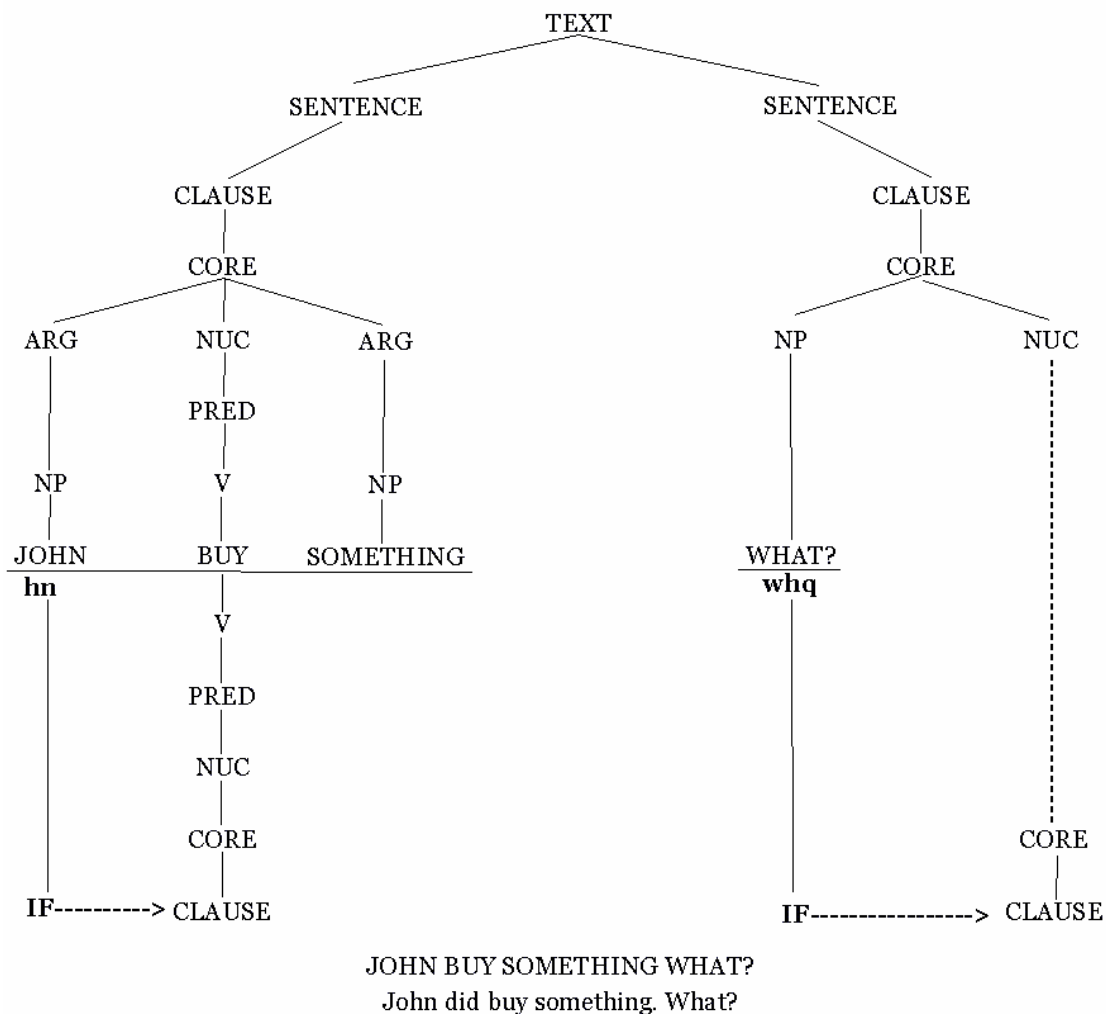 TEXT
SENTENCE SENTENCE
CLAUSE CLAUSE
CORE CORE
ARG NUC ARG NP NUC
PRED
NP V NP
JOHN BUY SOMETHING WHAT?
hn whq
V
PRED
NUC
CORE CORE
IF----------> CLAUSE IF-----------------> CLAUSE
JOHN BUY SOMETHING WHAT?
John did buy something. What?